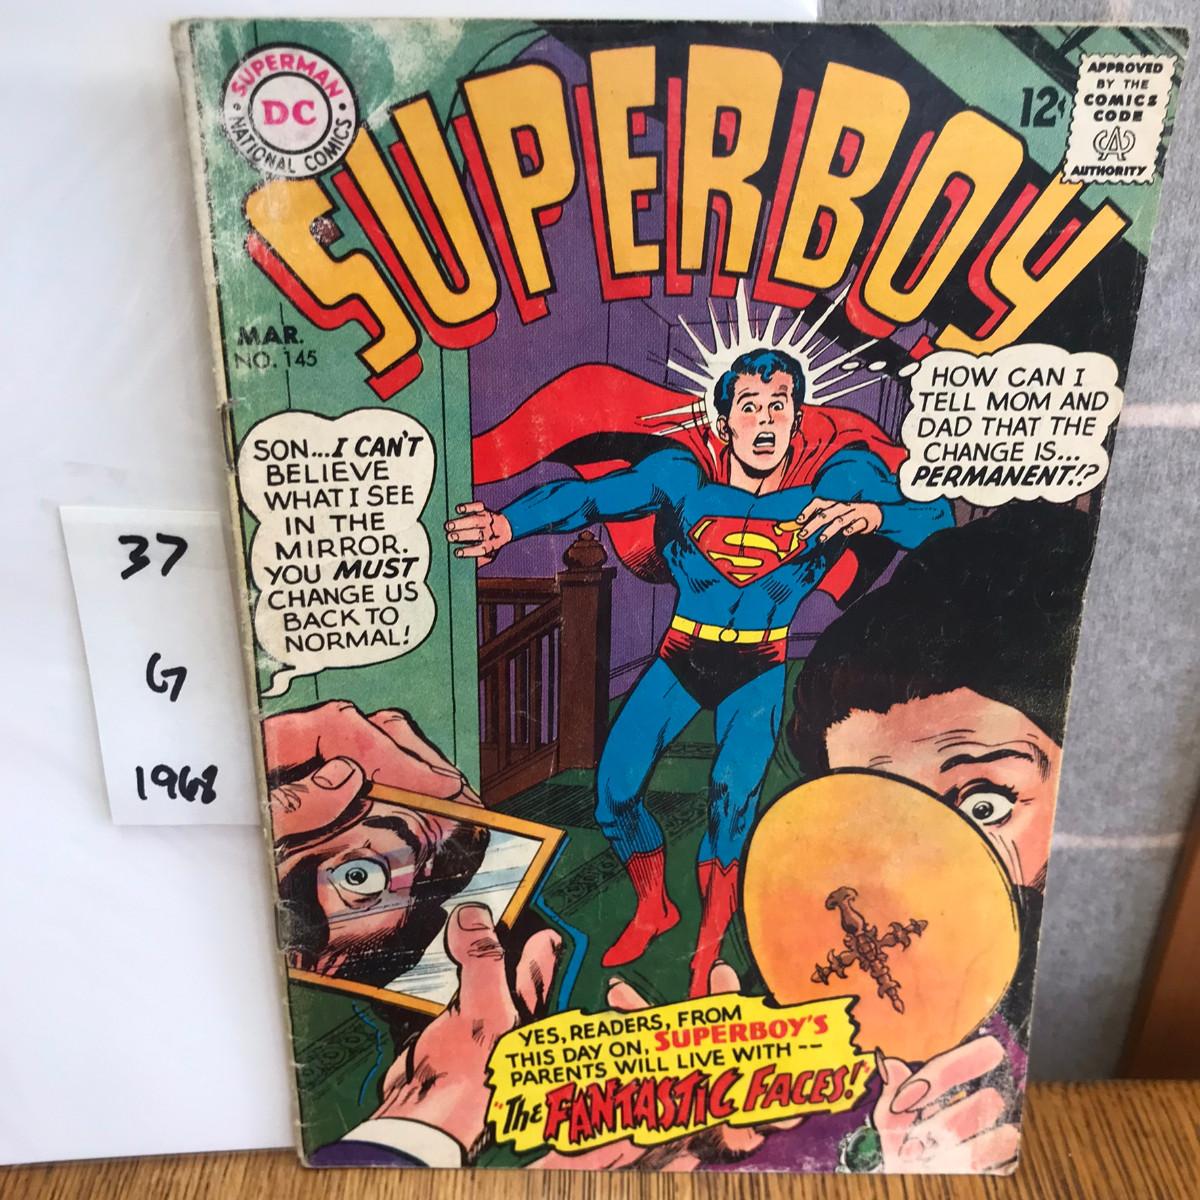 SUPERMAN
DC
NATIONAL COMICS
SUPERBOY
12¢
APPROVED
BY THE
COMICS
CODE
CA
AUTHORITY
MAR.
NO. 145
HOW CAN I
TELL MOM AND
DAD THAT THE
CHANGE IS...
PERMANENT!?
SON...I CAN'T
BELIEVE
WHAT I SEE
IN THE
MIRROR.
YOU MUST
CHANGE US
BACK TO
NORMAL!
S
37
G
1968
YES, READERS, FROM
THIS DAY ON, SUPERBOY'S
PARENTS WILL LIVE WITH --
"The FANTASTIC FACES!"